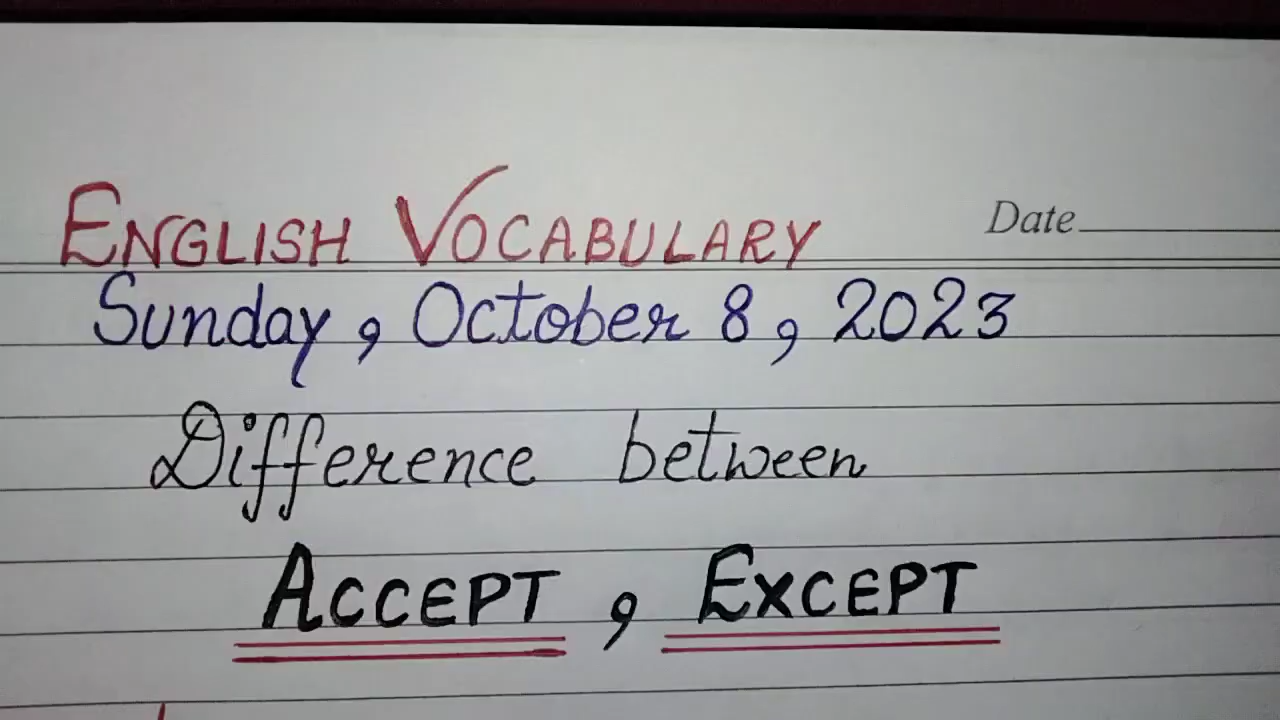 ENGLISH VOCABULARY Date
Sunday, October 8, 2023
Difference between
ACCEPT, EXCEPT